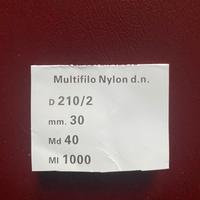 Multifilo Nylon d.n.
D 210/2
mm. 30
Md 40
Ml 1000